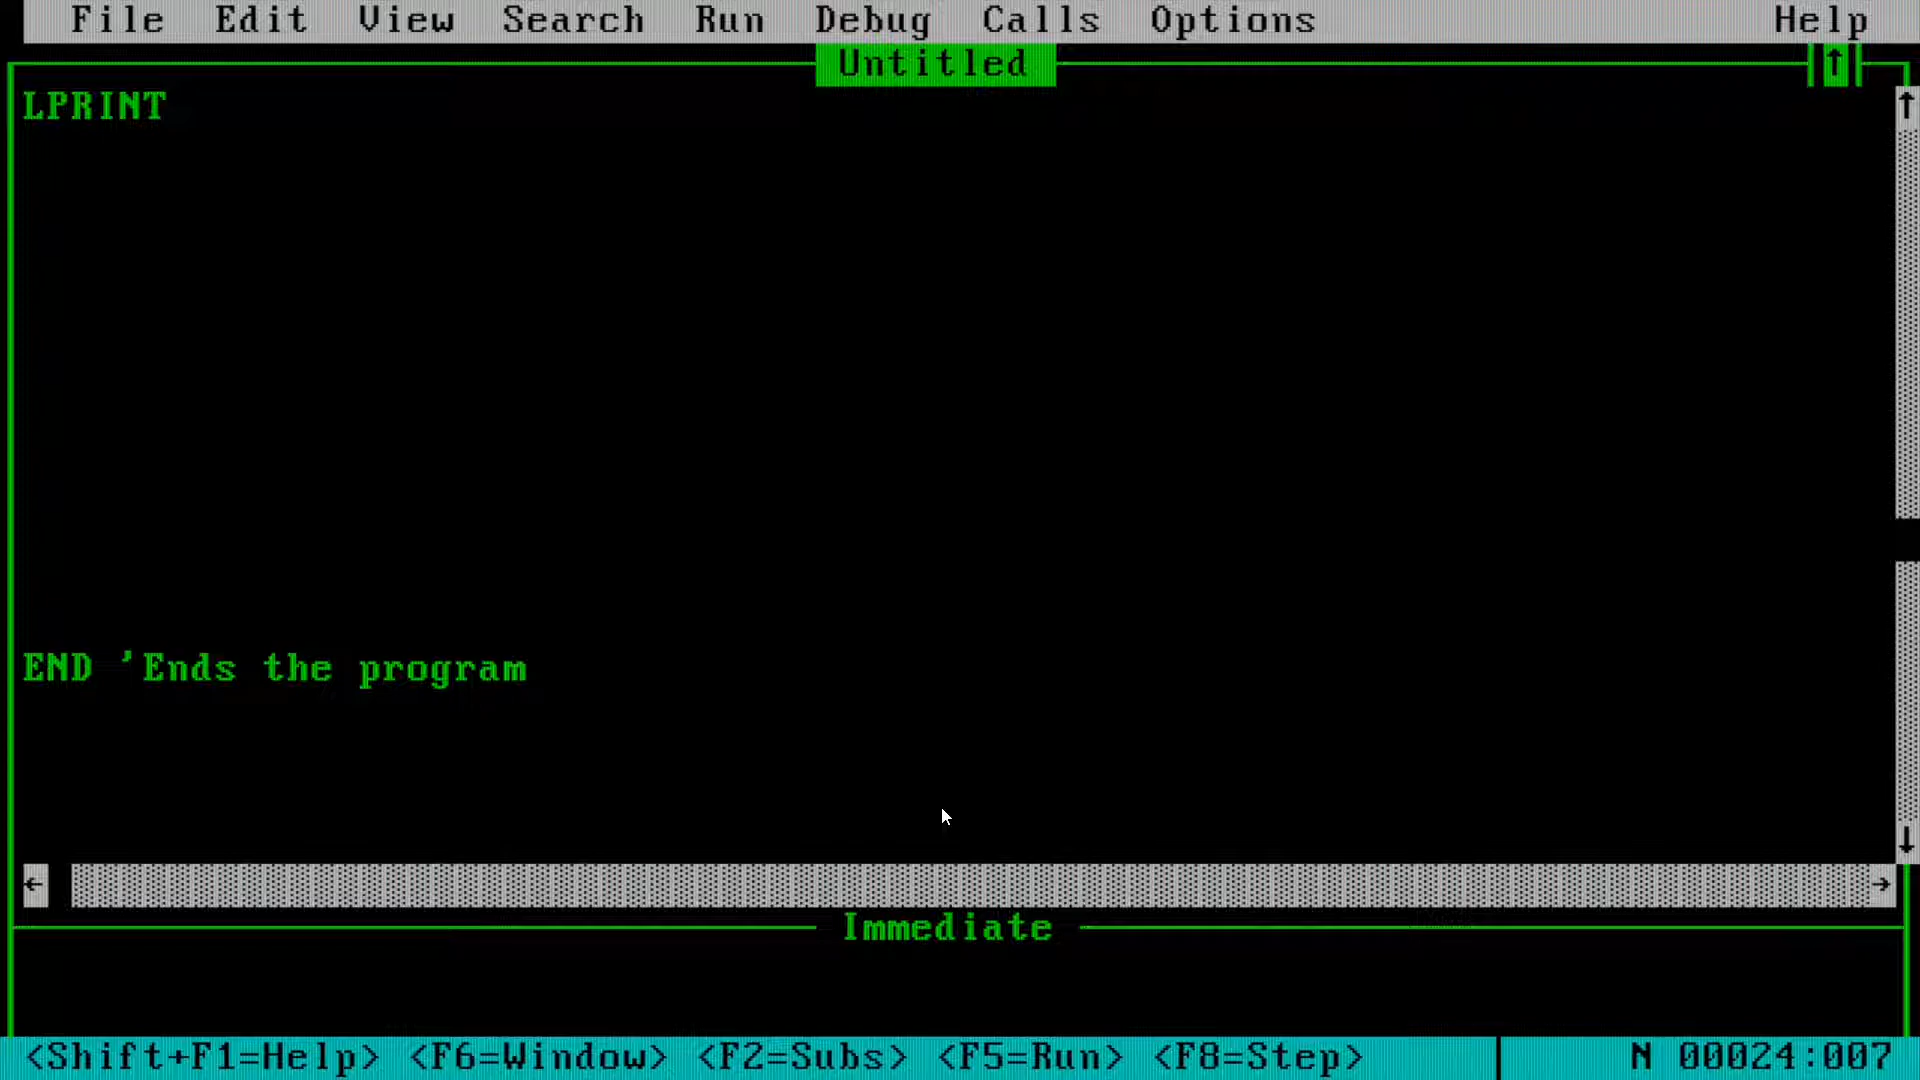 File Edit View Search Run Debug Calls Options Help
Untitled
LPRINT
END 'Ends the program
Immediate
<Shift+F1=Help> <F6=Window> <F2=Subs> <F5=Run> <F8=Step> N 00024:007